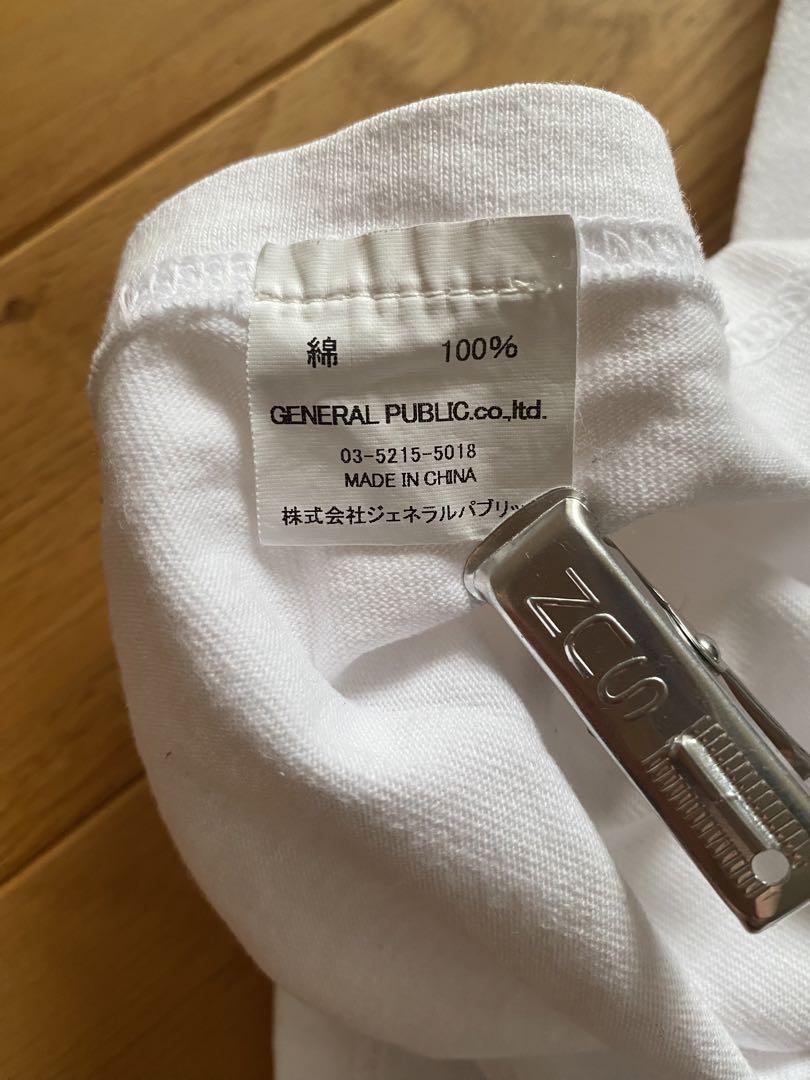 綿 100%
GENERAL PUBLIC.co.,ltd.
03-5215-5018
MADE IN CHINA
株式会社ジェネラルパブリッ
ZCS